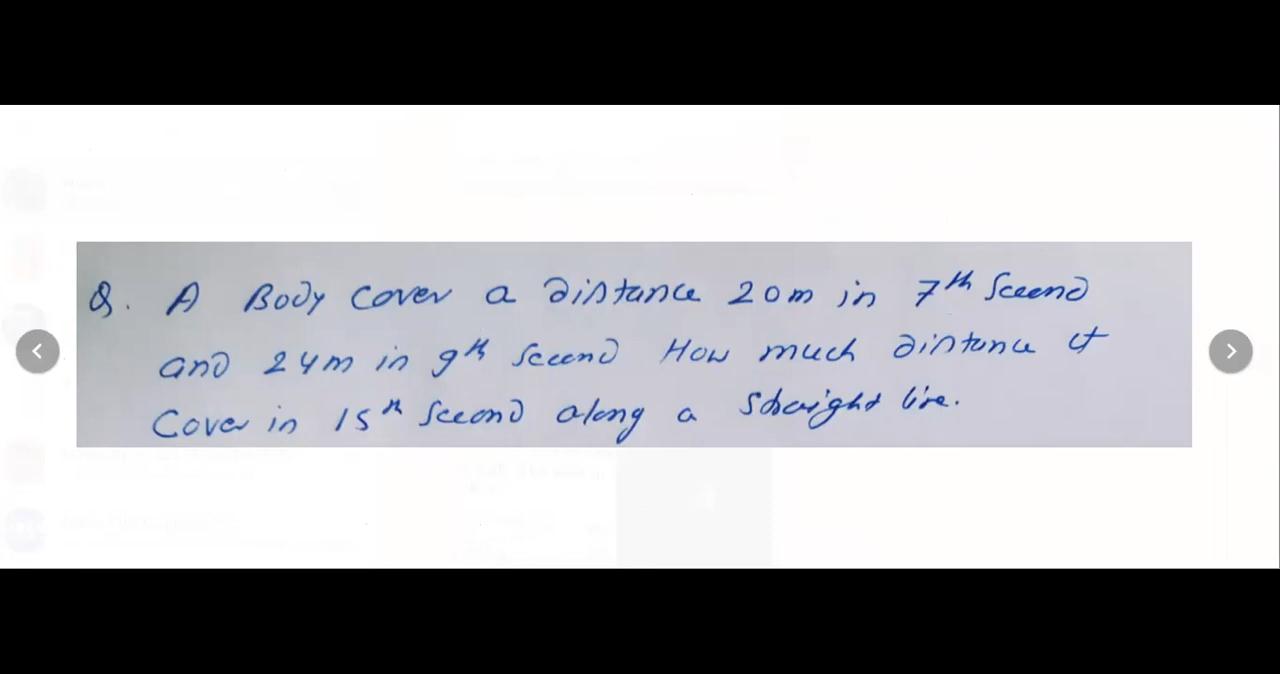 Q. A Body cover a distance 20m in 7th Second
and 24m in 9th Second How much distance it
Cover in 15th Second along a straight line.